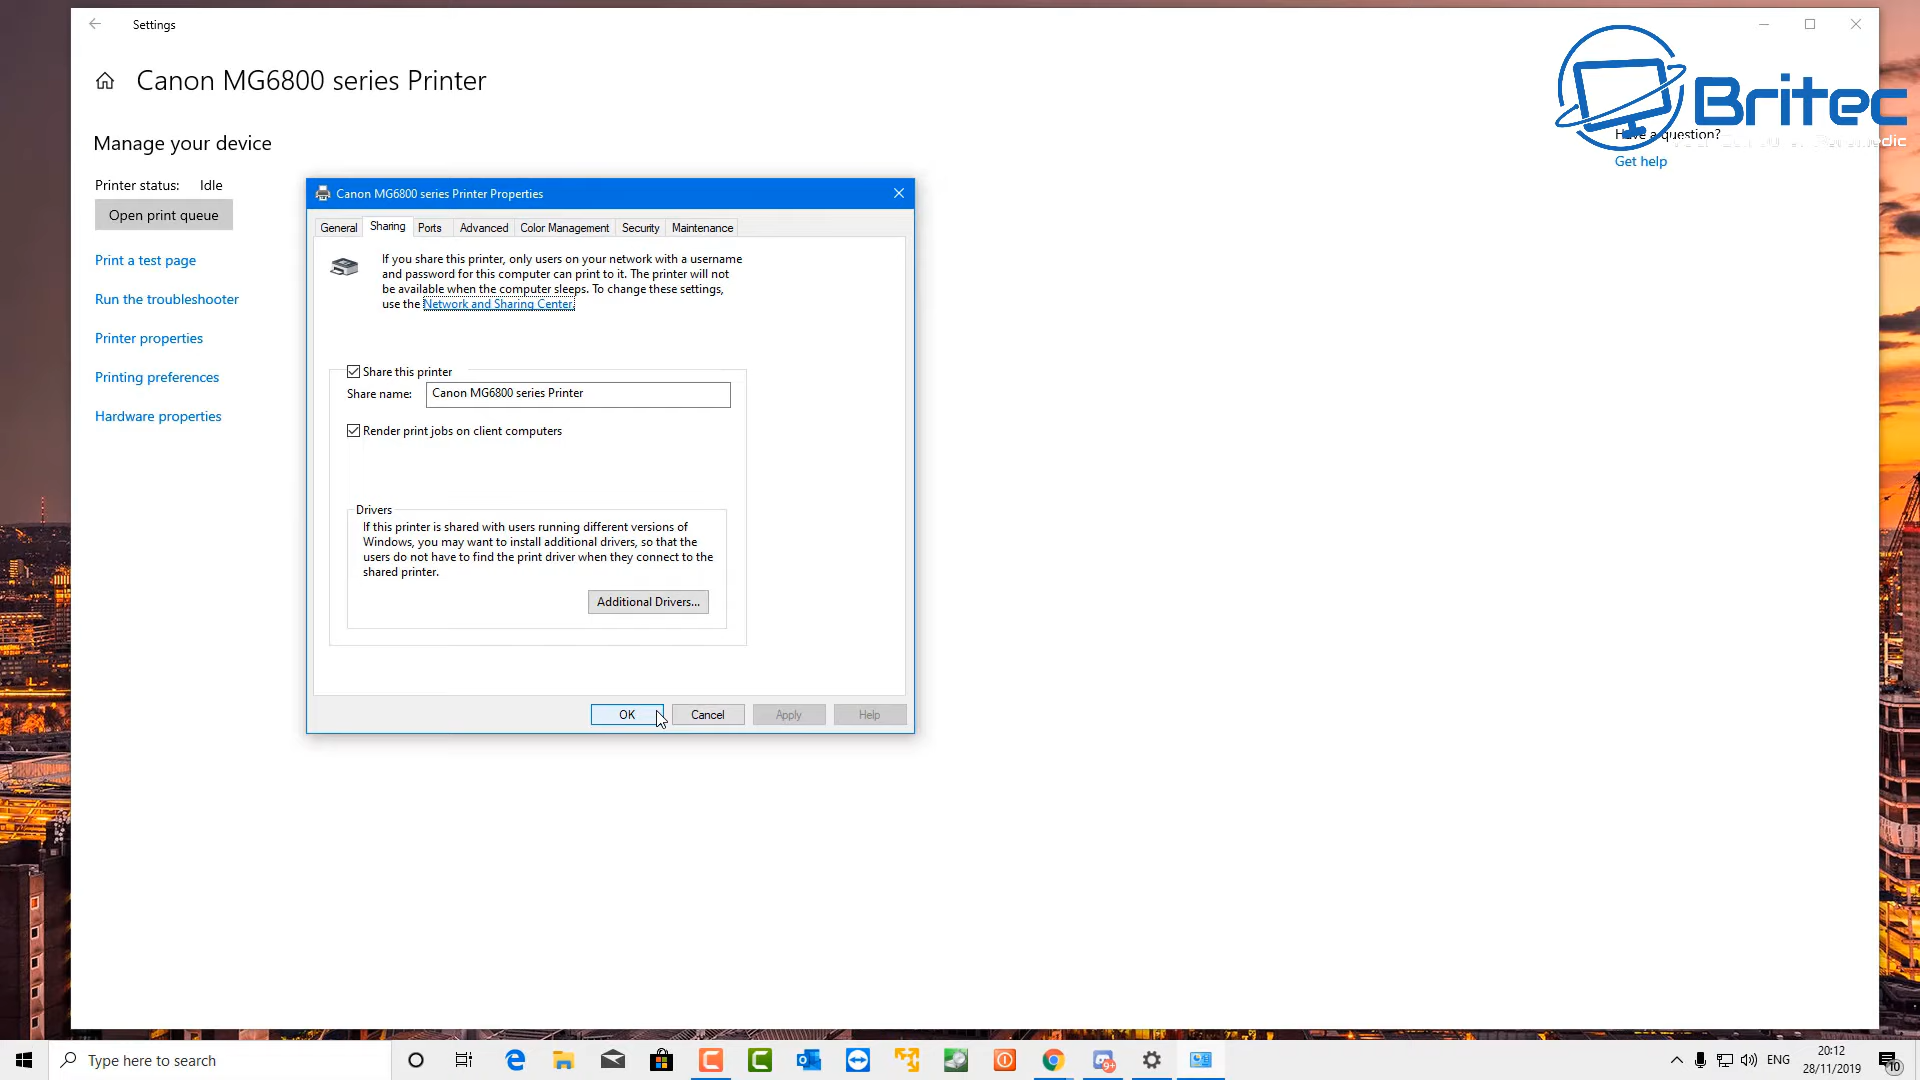 Settings
Canon MG6800 series Printer
Manage your device
Printer status: Idle
Open print queue
Print a test page
Run the troubleshooter
Printer properties
Printing preferences
Hardware properties
Britec
Have a question?
Get help
Canon MG6800 series Printer Properties
General Sharing Ports Advanced Color Management Security Maintenance
If you share this printer, only users on your network with a username
and password for this computer can print to it. The printer will not
be available when the computer sleeps. To change these settings,
use the Network and Sharing Center.
Share this printer
Share name: Canon MG6800 series Printer
Render print jobs on client computers
Drivers
If this printer is shared with users running different versions of
Windows, you may want to install additional drivers, so that the
users do not have to find the print driver when they connect to the
shared printer.
Additional Drivers...
OK Cancel Apply Help
Type here to search
9+
ENG
20:12
28/11/2019
10